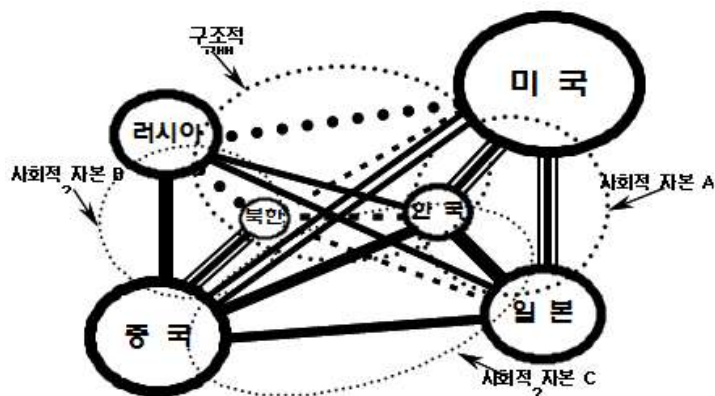 구조적
미 국
러시아
사회적 자본 B
북한
한 국
사회적 자본 A
중 국
일 본
사회적 자본 C